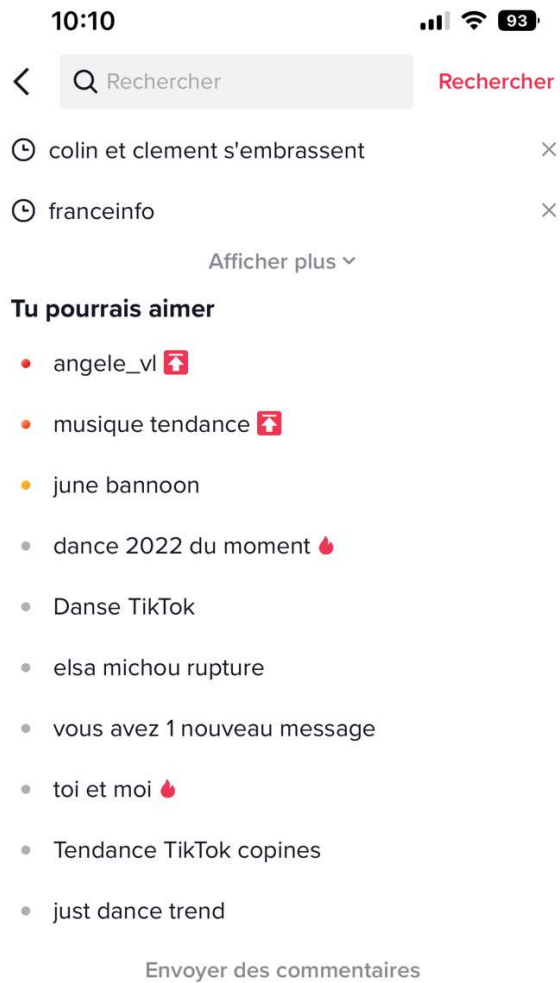 10:10
93
Rechercher
Rechercher
colin et clement s'embrassent
franceinfo
Afficher plus
Tu pourrais aimer
angele_vl
musique tendance
june bannoon
dance 2022 du moment
Danse TikTok
elsa michou rupture
vous avez 1 nouveau message
toi et moi
Tendance TikTok copines
just dance trend
Envoyer des commentaires